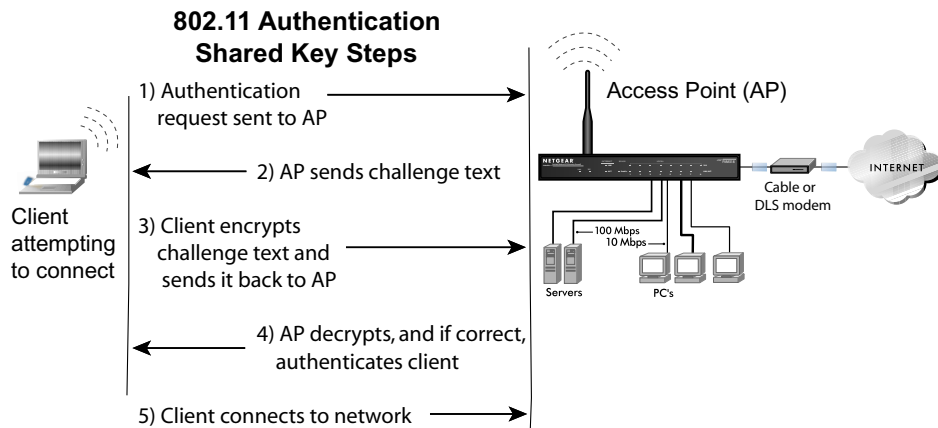 802.11 Authentication
Shared Key Steps
1) Authentication
request sent to AP
2) AP sends challenge text
3) Client encrypts
challenge text and
sends it back to AP
4) AP decrypts, and if correct,
authenticates client
5) Client connects to network
Client
attempting
to connect
Access Point (AP)
NETGEAR
INTERNET
Cable or
DLS modem
100 Mbps
10 Mbps
Servers
PC's